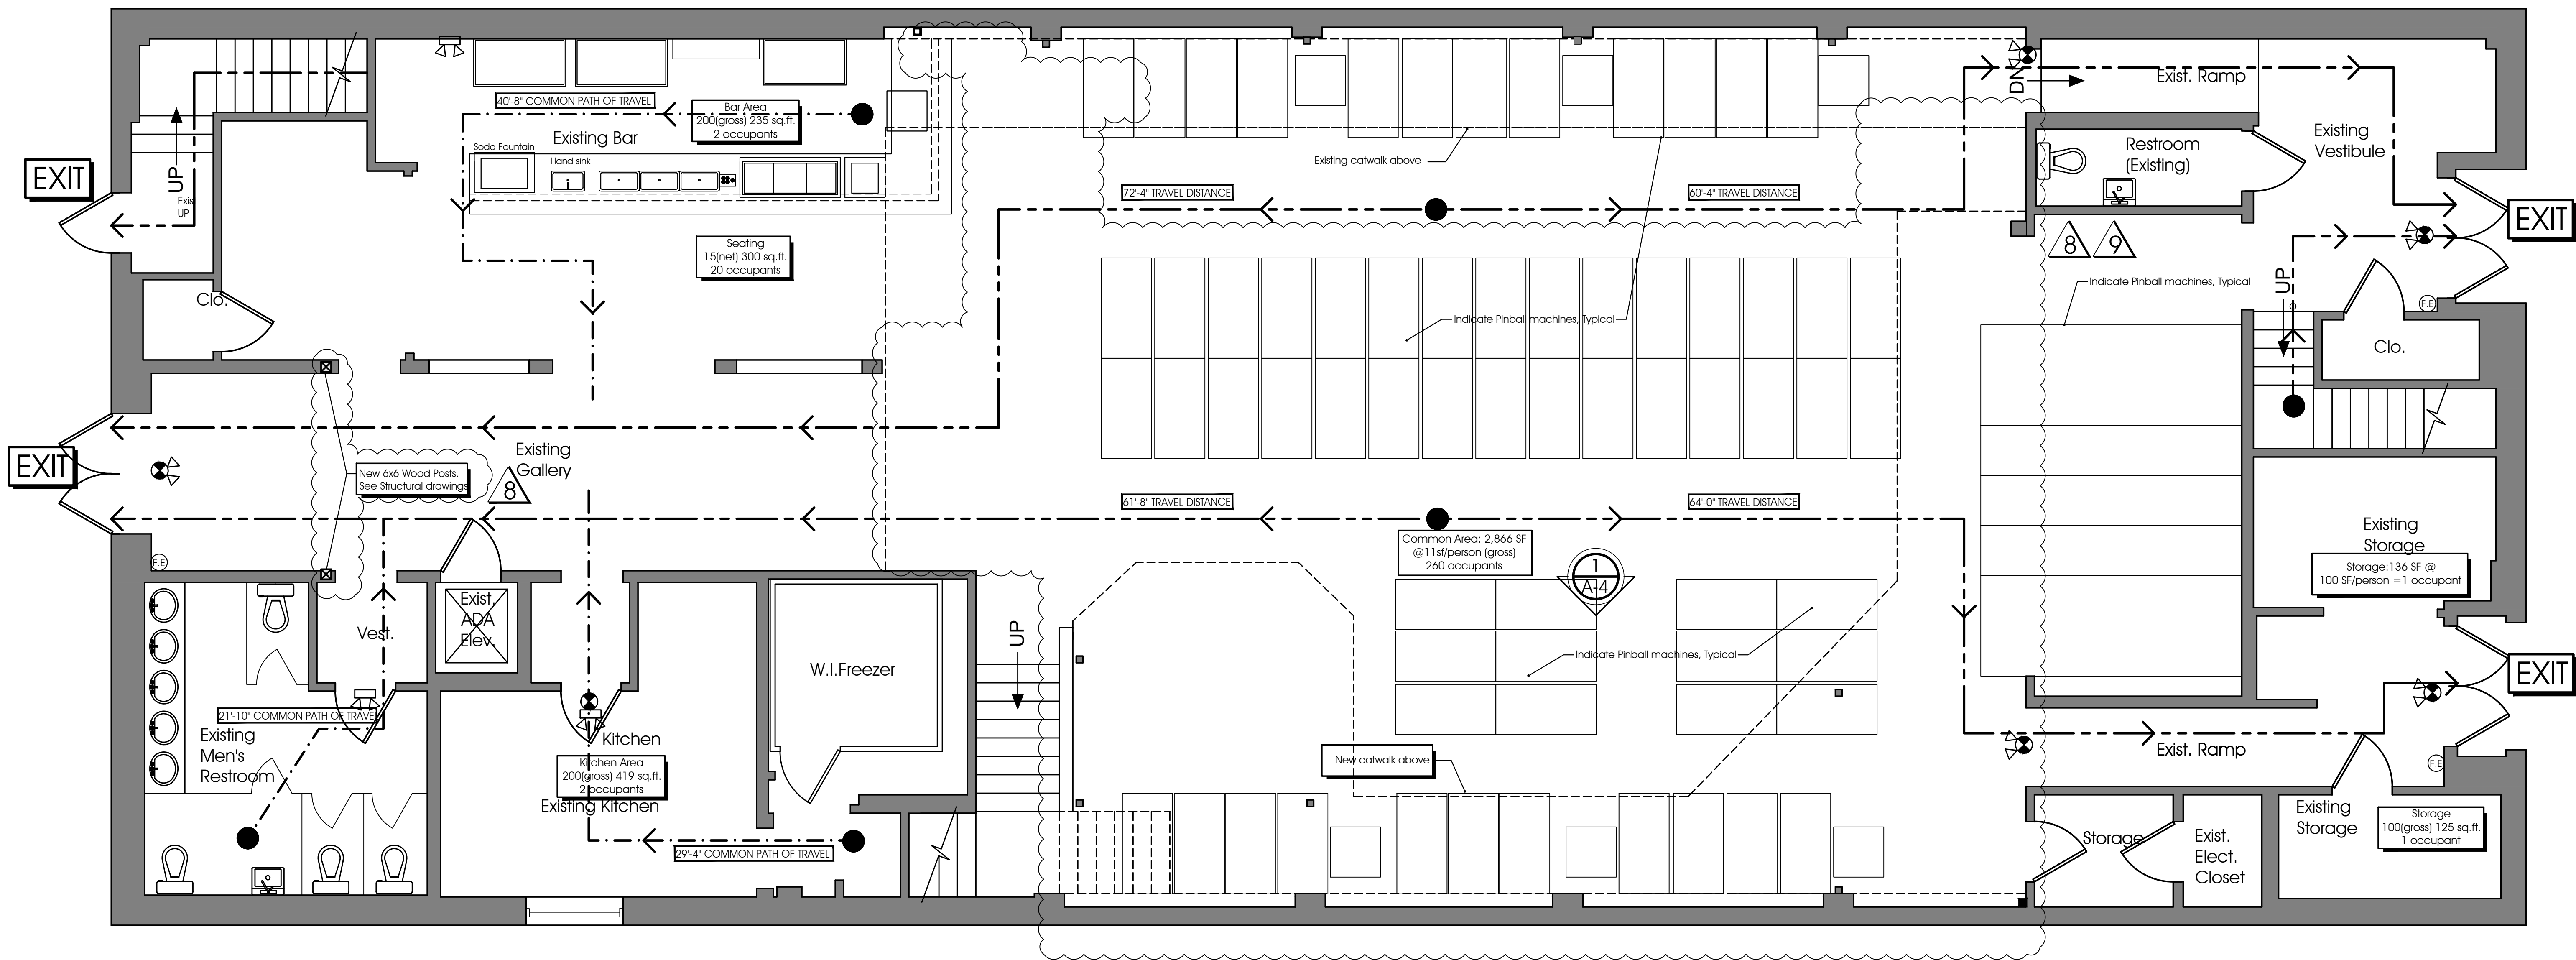 EXIT
UP
Exist
UP
40'-8" COMMON PATH OF TRAVEL
Bar Area
200(gross) 235 sq.ft.
2 occupants
Existing Bar
Soda Fountain
Hand sink
Seating
15(net) 300 sq.ft.
20 occupants
Clo.
Existing catwalk above
72'-4" TRAVEL DISTANCE
60'-4" TRAVEL DISTANCE
Indicate Pinball machines, Typical
DN
Exist. Ramp
Restroom
(Existing)
Existing
Vestibule
EXIT
8
9
Indicate Pinball machines, Typical
UP
F.E
Clo.
EXIT
Existing
Gallery
New 6x6 Wood Posts.
See Structural drawings
8
F.E
61'-8" TRAVEL DISTANCE
64'-0" TRAVEL DISTANCE
Common Area: 2,866 SF
@11sf/person (gross)
260 occupants
1
A-4
Indicate Pinball machines, Typical
New catwalk above
Existing
Storage
Storage:136 SF @
100 SF/person =1 occupant
EXIT
F.E
Exist. Ramp
Vest.
Exist.
ADA
Elev.
W.I.Freezer
UP
21'-10" COMMON PATH OF TRAVEL
Existing
Men's
Restroom
Kitchen
Kitchen Area
200(gross) 419 sq.ft.
2 occupants
Existing Kitchen
29'-4" COMMON PATH OF TRAVEL
Storage
Exist.
Elect.
Closet
Existing
Storage
Storage
100(gross) 125 sq.ft.
1 occupant